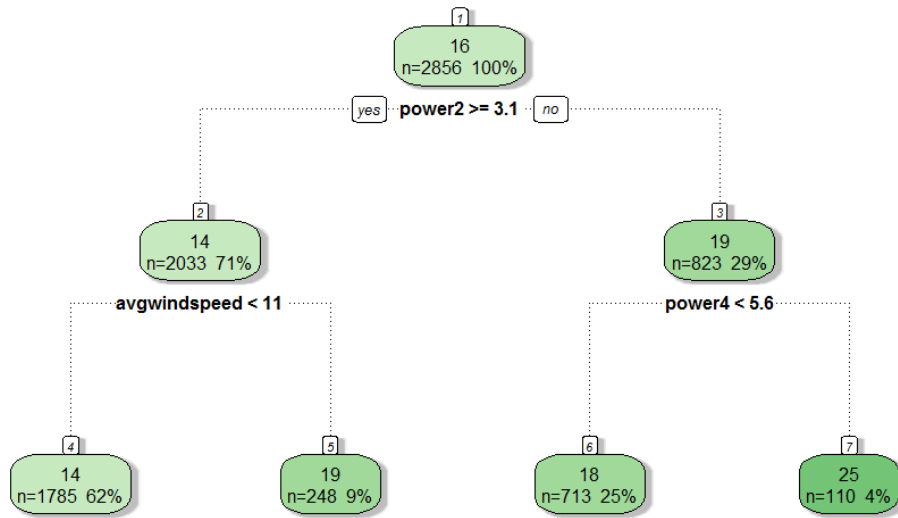 1
16
n=2856 100%
yes power2 >= 3.1 no
2
14
n=2033 71%
3
19
n=823 29%
avgwindspeed < 11
power4 < 5.6
4
14
n=1785 62%
5
19
n=248 9%
6
18
n=713 25%
7
25
n=110 4%